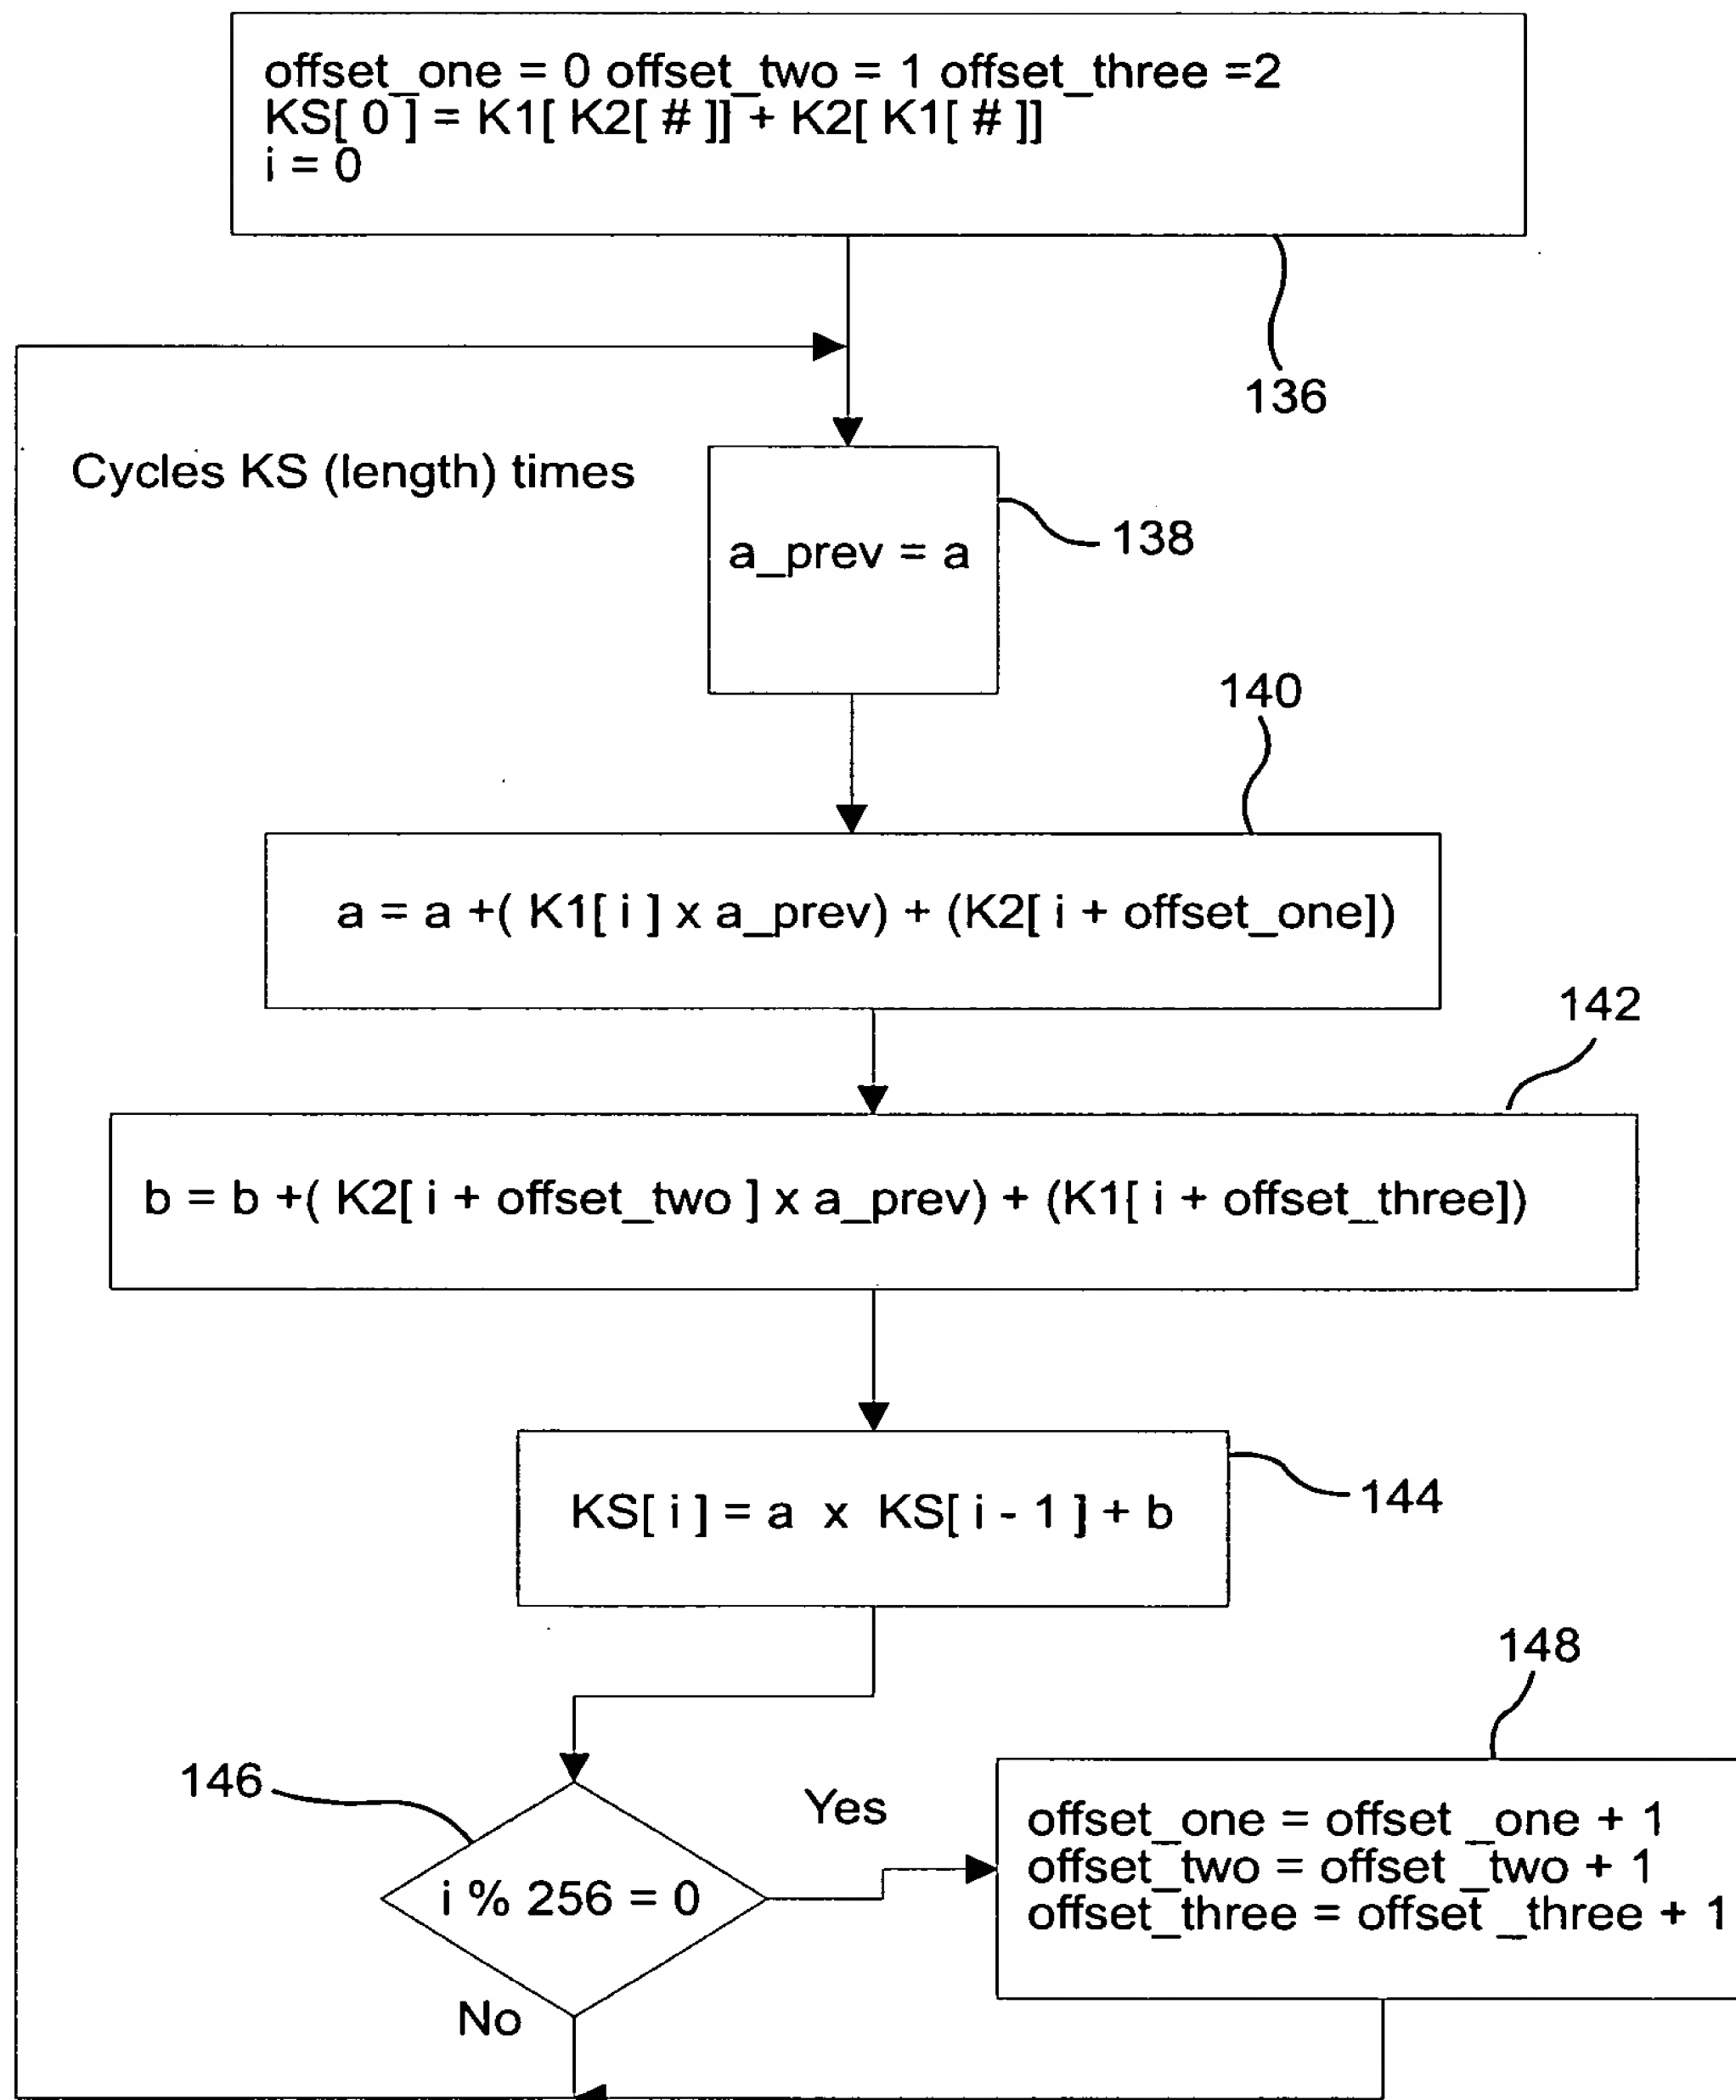 offset_one = 0 offset_two = 1 offset_three =2
KS[ 0 ] = K1[ K2[ # ]] + K2[ K1[ # ]]
i = 0
136
Cycles KS (length) times
a_prev = a
138
140
a = a +( K1[ i ] x a_prev) + (K2[ i + offset_one])
142
b = b +( K2[ i + offset_two ] x a_prev) + (K1[ i + offset_three])
KS[ i ] = a x KS[ i - 1 ] + b
144
148
146
Yes
offset_one = offset _one + 1
offset_two = offset _two + 1
offset_three = offset _three + 1
i % 256 = 0
No